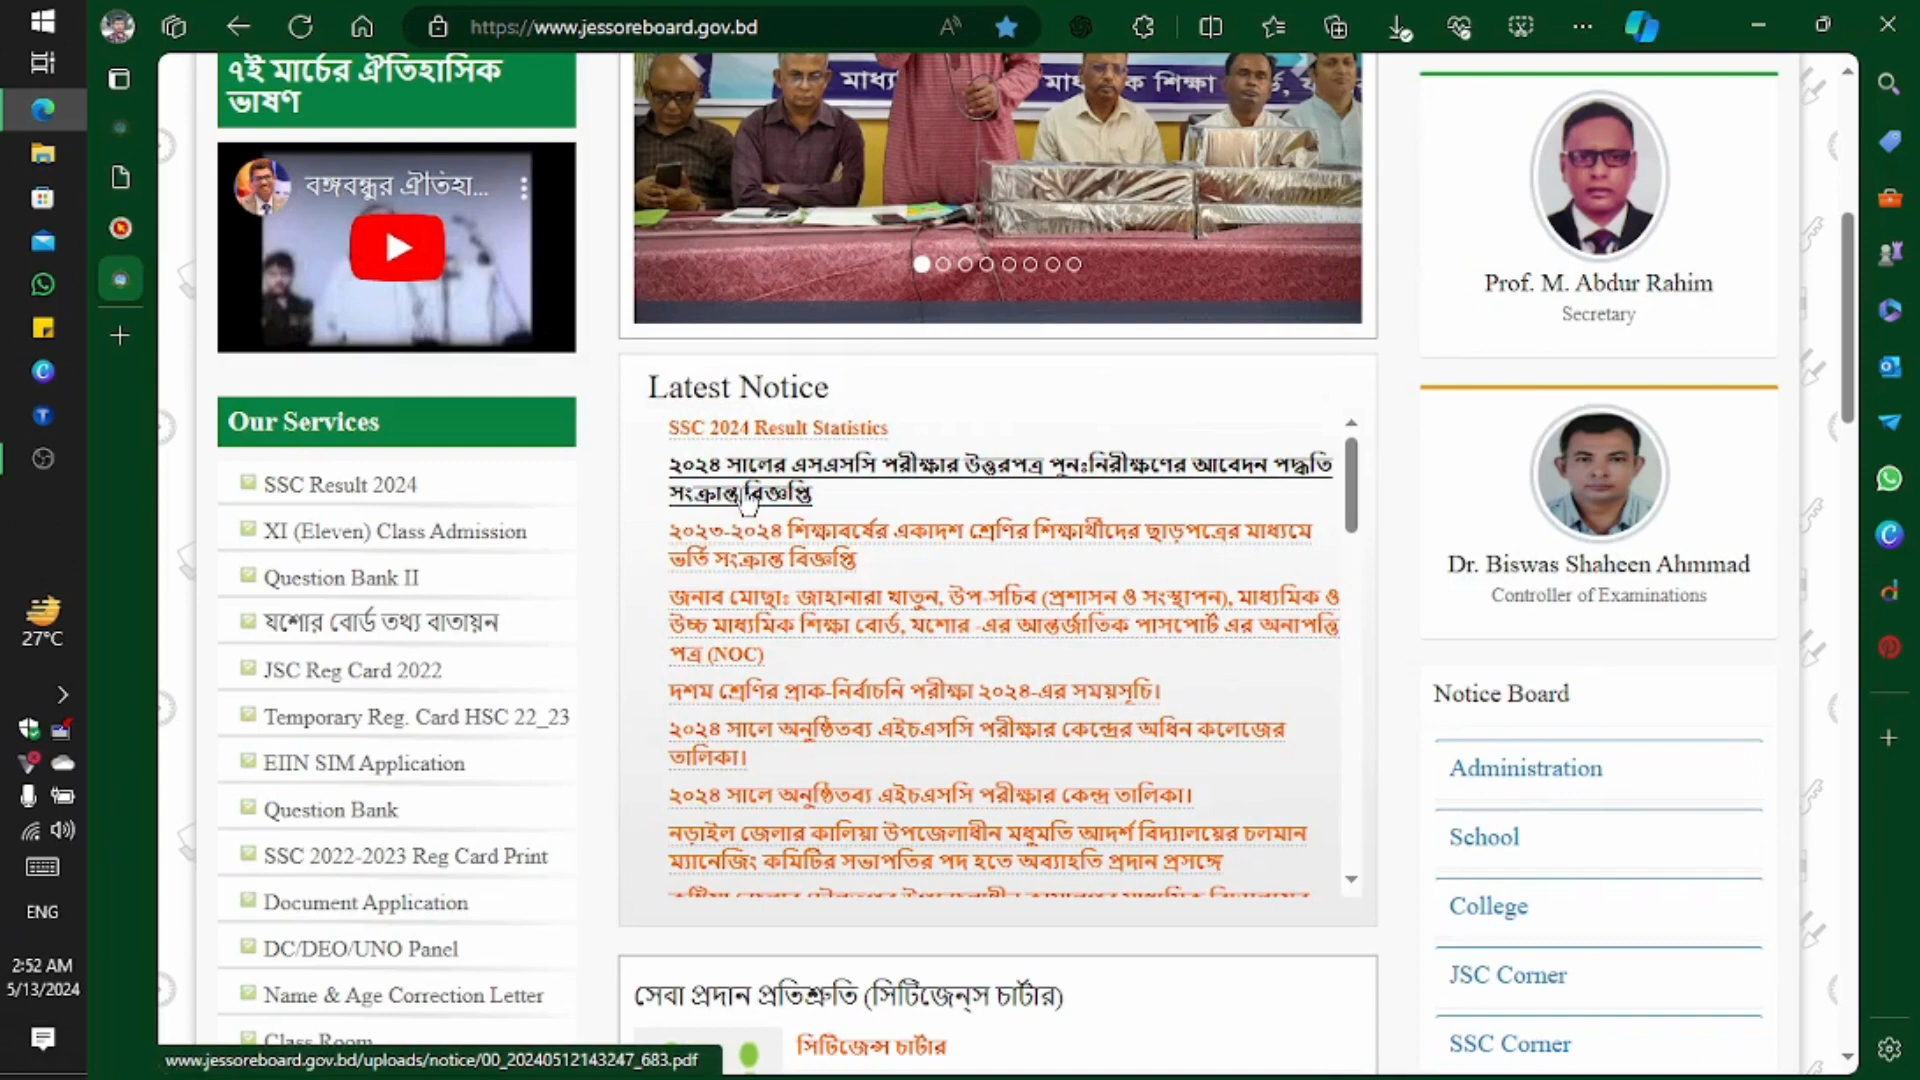 https://www.jessoreboard.gov.bd
৭ই মার্চের ঐতিহাসিক
ভাষণ
বঙ্গবন্ধুর ঐতিহা...
Our Services
SSC Result 2024
XI (Eleven) Class Admission
Question Bank II
যশোর বোর্ড তথ্য বাতায়ন
JSC Reg Card 2022
Temporary Reg. Card HSC 22_23
EIIN SIM Application
Question Bank
SSC 2022-2023 Reg Card Print
Document Application
DC/DEO/UNO Panel
Name & Age Correction Letter
Class Room
Latest Notice
SSC 2024 Result Statistics
২০২৪ সালের এসএসসি পরীক্ষার উত্তরপত্র পুনঃনিরীক্ষণের আবেদন পদ্ধতি
সংক্রান্ত বিজ্ঞপ্তি
২০২৩-২০২৪ শিক্ষাবর্ষের একাদশ শ্রেণির শিক্ষার্থীদের ছাড়পত্রের মাধ্যমে
ভর্তি সংক্রান্ত বিজ্ঞপ্তি
জনাব মোছাঃ জাহানারা খাতুন, উপ-সচিব (প্রশাসন ও সংস্থাপন), মাধ্যমিক ও
উচ্চ মাধ্যমিক শিক্ষা বোর্ড, যশোর -এর আন্তর্জাতিক পাসপোর্ট এর অনাপত্তি
পত্র (NOC)
দশম শ্রেণির প্রাক-নির্বাচনি পরীক্ষা ২০২৪-এর সময়সূচি।
২০২৪ সালে অনুষ্ঠিতব্য এইচএসসি পরীক্ষার কেন্দ্রের অধিন কলেজের
তালিকা।
২০২৪ সালে অনুষ্ঠিতব্য এইচএসসি পরীক্ষার কেন্দ্র তালিকা।
নড়াইল জেলার কালিয়া উপজেলাধীন মধুমতি আদর্শ বিদ্যালয়ের চলমান
ম্যানেজিং কমিটির সভাপতির পদ হতে অব্যাহতি প্রদান প্রসঙ্গে
সেবা প্রদান প্রতিশ্রুতি (সিটিজেন্‌স চার্টার)
সিটিজেন্স চার্টার
Prof. M. Abdur Rahim
Secretary
Dr. Biswas Shaheen Ahmmad
Controller of Examinations
Notice Board
Administration
School
College
JSC Corner
SSC Corner
27°C
ENG
2:52 AM
5/13/2024
www.jessoreboard.gov.bd/uploads/notice/00_20240512143247_683.pdf